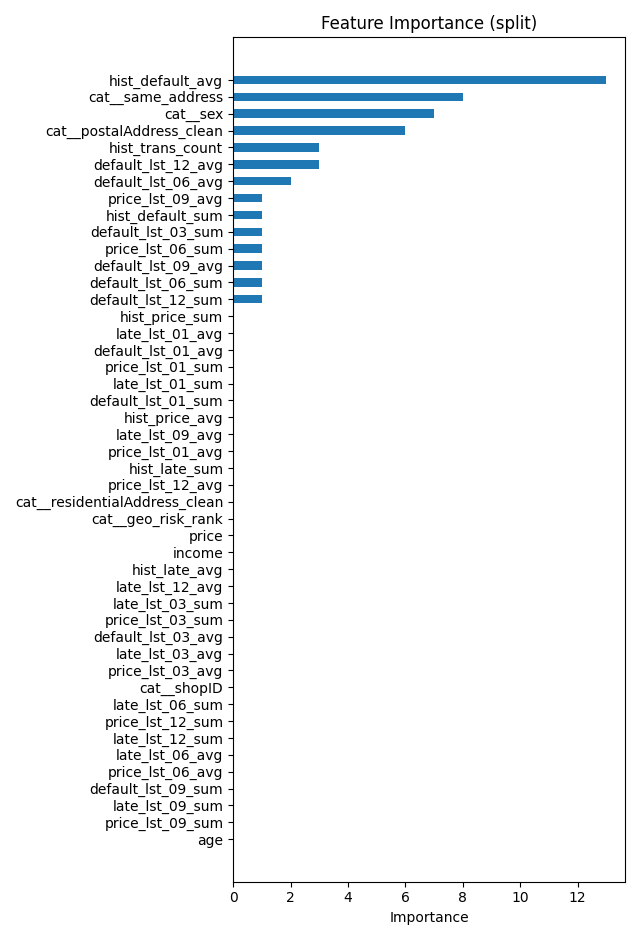 Feature Importance (split)
hist_default_avg
cat__same_address
cat__sex
cat__postalAddress_clean
hist_trans_count
default_lst_12_avg
default_lst_06_avg
price_lst_09_avg
hist_default_sum
default_lst_03_sum
price_lst_06_sum
default_lst_09_avg
default_lst_06_sum
default_lst_12_sum
hist_price_sum
late_lst_01_avg
default_lst_01_avg
price_lst_01_sum
late_lst_01_sum
default_lst_01_sum
hist_price_avg
late_lst_09_avg
price_lst_01_avg
hist_late_sum
price_lst_12_avg
cat__residentialAddress_clean
cat__geo_risk_rank
price
income
hist_late_avg
late_lst_12_avg
late_lst_03_sum
price_lst_03_sum
default_lst_03_avg
late_lst_03_avg
price_lst_03_avg
cat__shopID
late_lst_06_sum
price_lst_12_sum
late_lst_12_sum
late_lst_06_avg
price_lst_06_avg
default_lst_09_sum
late_lst_09_sum
price_lst_09_sum
age
0 2 4 6 8 10 12
Importance